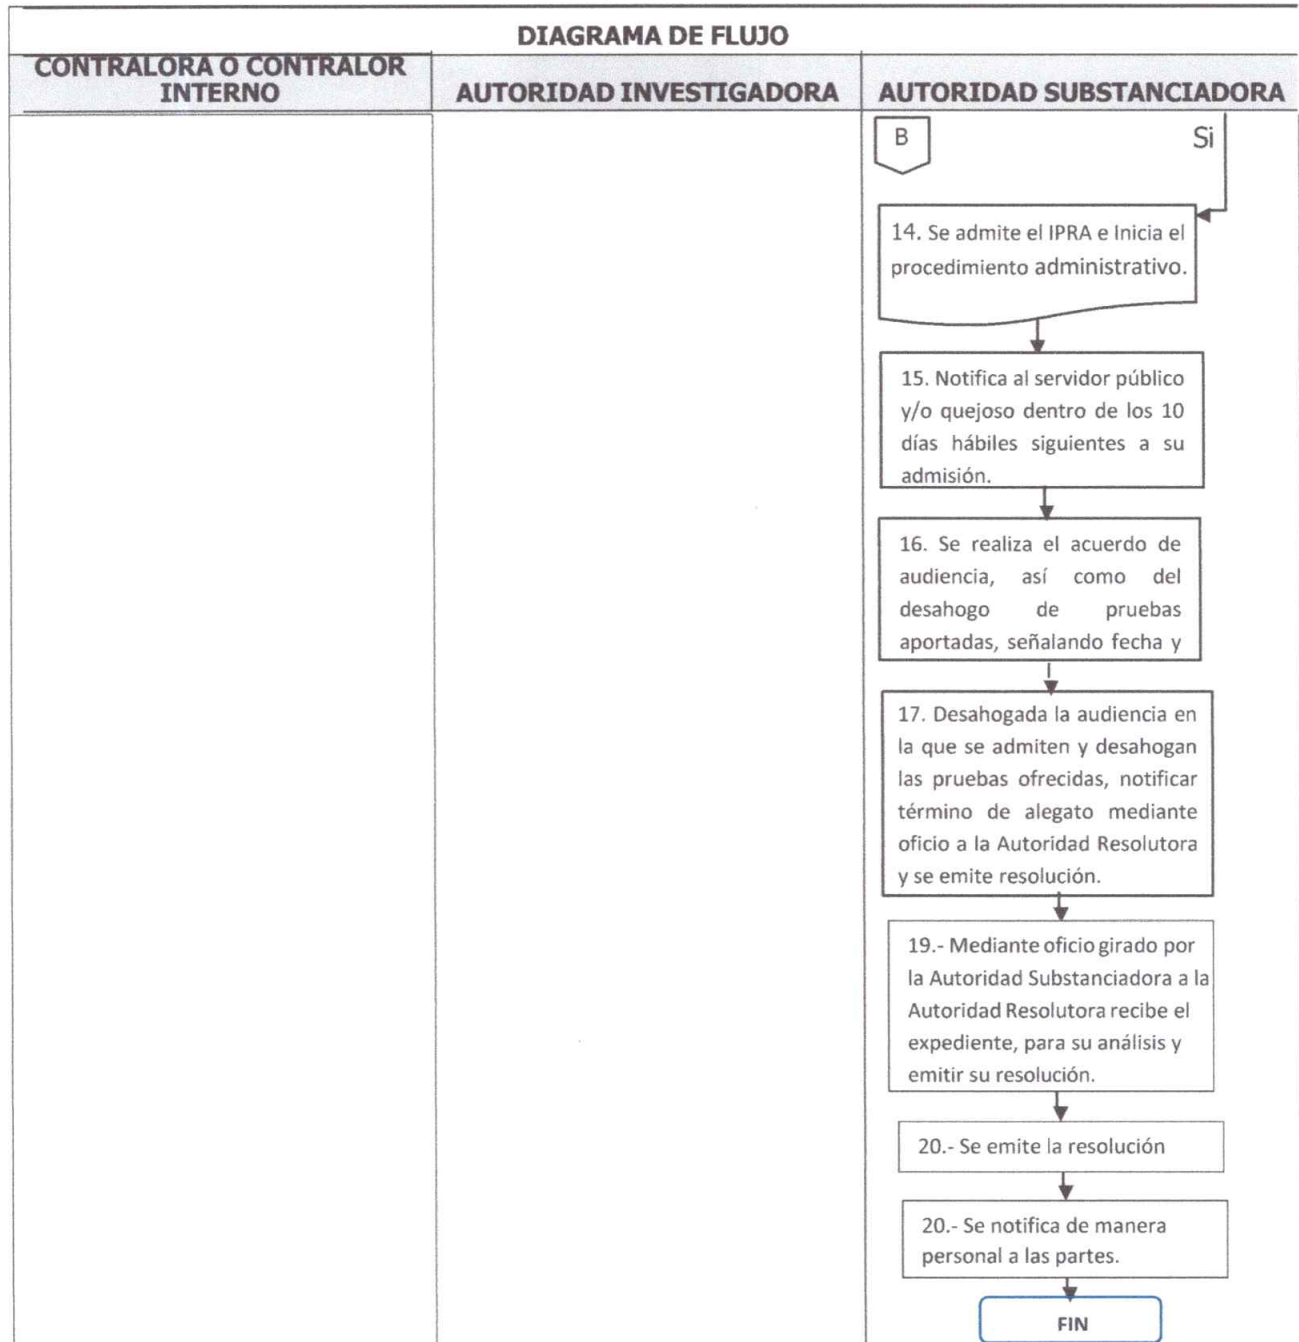 DIAGRAMA DE FLUJO
CONTRALORA O CONTRALOR
INTERNO
AUTORIDAD INVESTIGADORA
AUTORIDAD SUBSTANCIADORA
B
Si
14. Se admite el IPRA e Inicia el
procedimiento administrativo.
15. Notifica al servidor público
y/o quejoso dentro de los 10
días hábiles siguientes a su
admisión.
16. Se realiza el acuerdo de
audiencia, así como del
desahogo de pruebas
aportadas, señalando fecha y
17. Desahogada la audiencia en
la que se admiten y desahogan
las pruebas ofrecidas, notificar
término de alegato mediante
oficio a la Autoridad Resolutora
y se emite resolución.
19.- Mediante oficio girado por
la Autoridad Substanciadora a la
Autoridad Resolutora recibe el
expediente, para su análisis y
emitir su resolución.
20.- Se emite la resolución
20.- Se notifica de manera
personal a las partes.
FIN